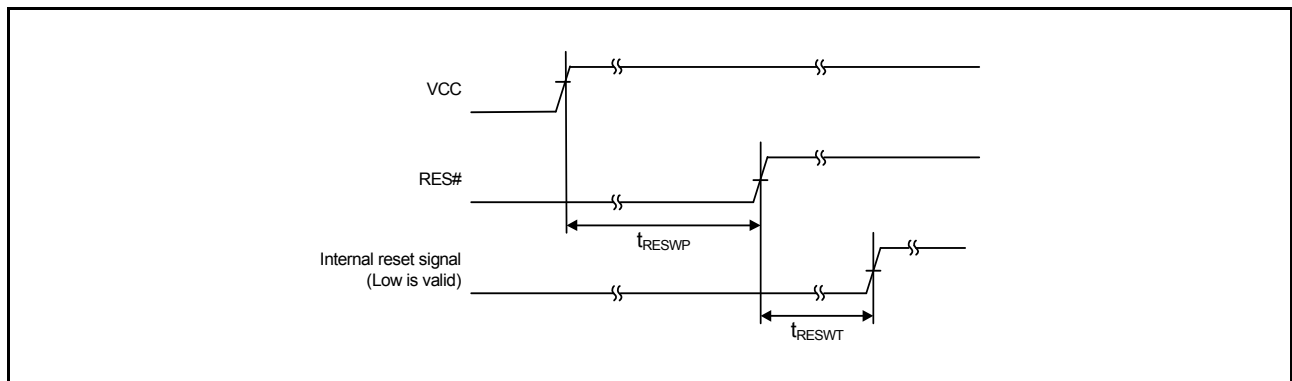 VCC
RES#
tRESWP
Internal reset signal
(Low is valid)
tRESWT